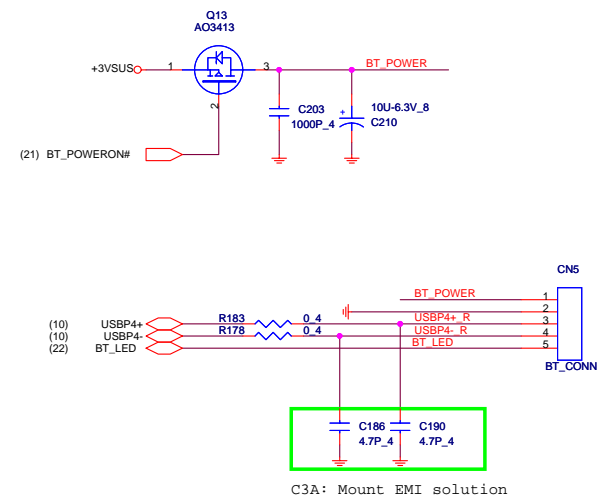 Q13
AO3413
+3VSUS
1
3
BT_POWER
2
C203
1000P_4
10U-6.3V_8
+
C210
(21) BT_POWERON#
CN5
BT_POWER
1
2
(10) USBP4+ R183 0_4 USBP4+_R 3
(10) USBP4- R178 0_4 USBP4-_R 4
(22) BT_LED BT_LED 5
BT_CONN
C186 C190
4.7P_4 4.7P_4
C3A: Mount EMI solution